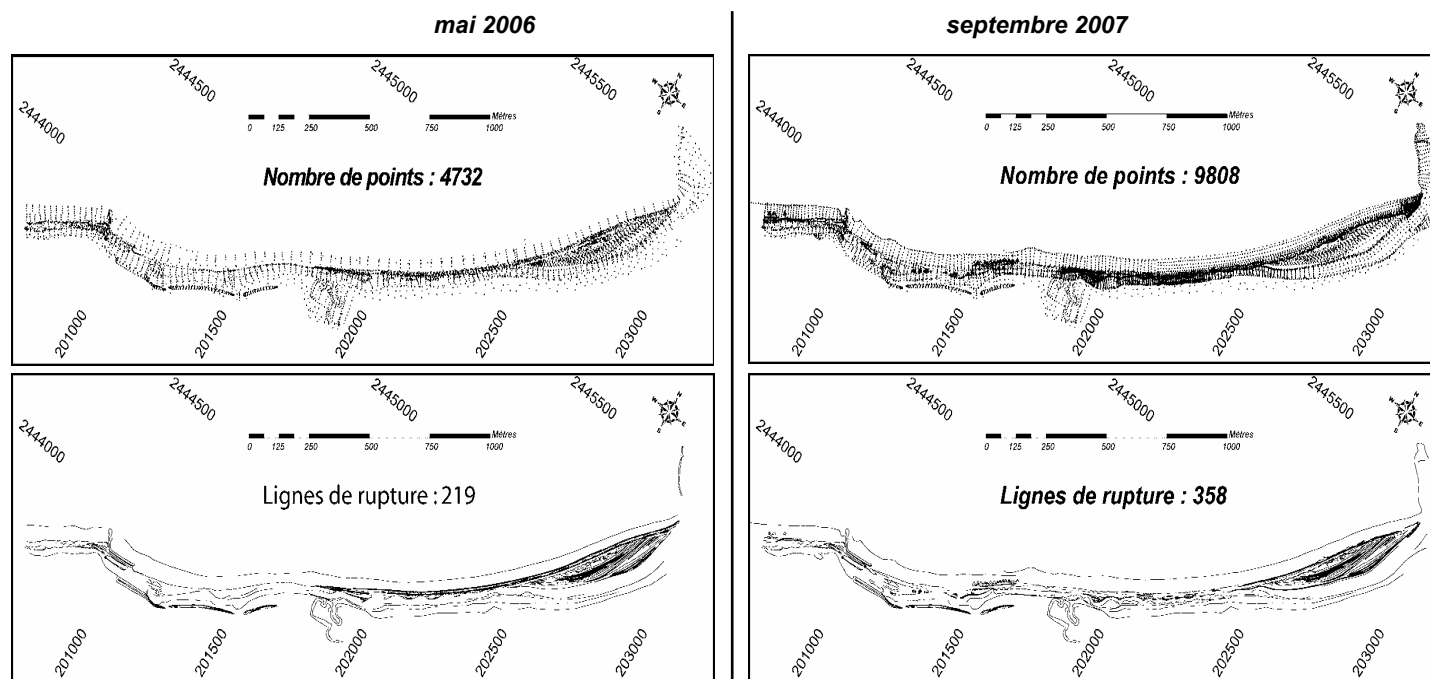 mai 2006
septembre 2007
2444000
2444500
2445000
2445500
N
E
S
W
Mètres
0 125 250 500 750 1000
Nombre de points : 4732
201000
201500
202000
202500
203000
2444000
2444500
2445000
2445500
N
E
S
W
Mètres
0 125 250 500 750 1000
Nombre de points : 9808
201000
201500
202000
202500
203000
2444000
2444500
2445000
2445500
N
E
S
W
Mètres
0 125 250 500 750 1000
Lignes de rupture : 219
201000
201500
202000
202500
203000
2444000
2444500
2445000
2445500
N
E
S
W
Mètres
0 125 250 500 750 1000
Lignes de rupture : 358
201000
201500
202000
202500
203000